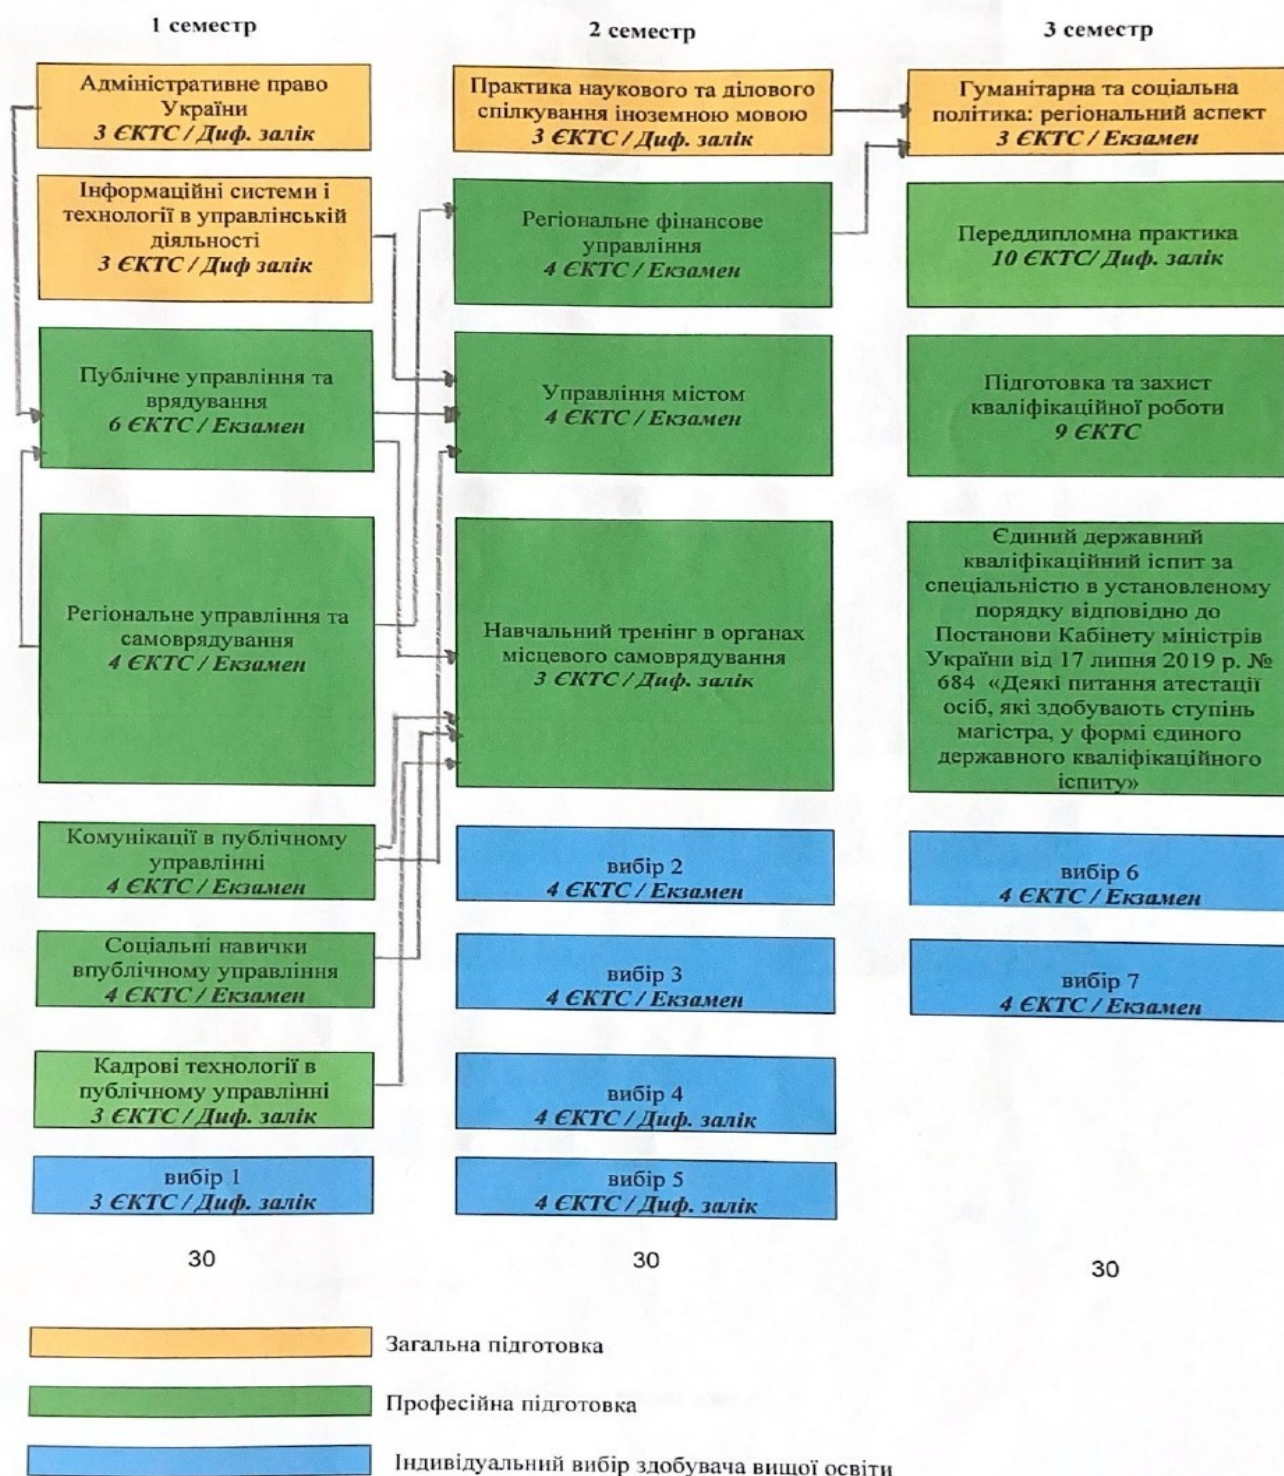 1 семестр
Адміністративне право
України
3 ЄКТС / Диф. залік
Інформаційні системи і
технології в управлінській
діяльності
3 ЄКТС / Диф залік
Публічне управління та
врядування
6 ЄКТС / Екзамен
Регіональне управління та
самоврядування
4 ЄКТС / Екзамен
Комунікації в публічному
управлінні
4 ЄКТС / Екзамен
Соціальні навички
впублічному управління
4 ЄКТС / Екзамен
Кадрові технології в
публічному управлінні
3 ЄКТС / Диф. залік
вибір 1
3 ЄКТС / Диф. залік
30
2 семестр
Практика наукового та ділового
спілкування іноземною мовою
3 ЄКТС / Диф. залік
Регіональне фінансове
управління
4 ЄКТС / Екзамен
Управління містом
4 ЄКТС / Екзамен
Навчальний тренінг в органах
місцевого самоврядування
3 ЄКТС / Диф. залік
вибір 2
4 ЄКТС / Екзамен
вибір 3
4 ЄКТС / Екзамен
вибір 4
4 ЄКТС / Диф. залік
вибір 5
4 ЄКТС / Диф. залік
30
3 семестр
Гуманітарна та соціальна
політика: регіональний аспект
3 ЄКТС / Екзамен
Переддипломна практика
10 ЄКТС/ Диф. залік
Підготовка та захист
кваліфікаційної роботи
9 ЄКТС
Єдиний державний
кваліфікаційний іспит за
спеціальністю в установленому
порядку відповідно до
Постанови Кабінету міністрів
України від 17 липня 2019 р. №
684 «Деякі питання атестації
осіб, які здобувають ступінь
магістра, у формі єдиного
державного кваліфікаційного
іспиту»
вибір 6
4 ЄКТС / Екзамен
вибір 7
4 ЄКТС / Екзамен
30
Загальна підготовка
Професійна підготовка
Індивідуальний вибір здобувача вищої освіти